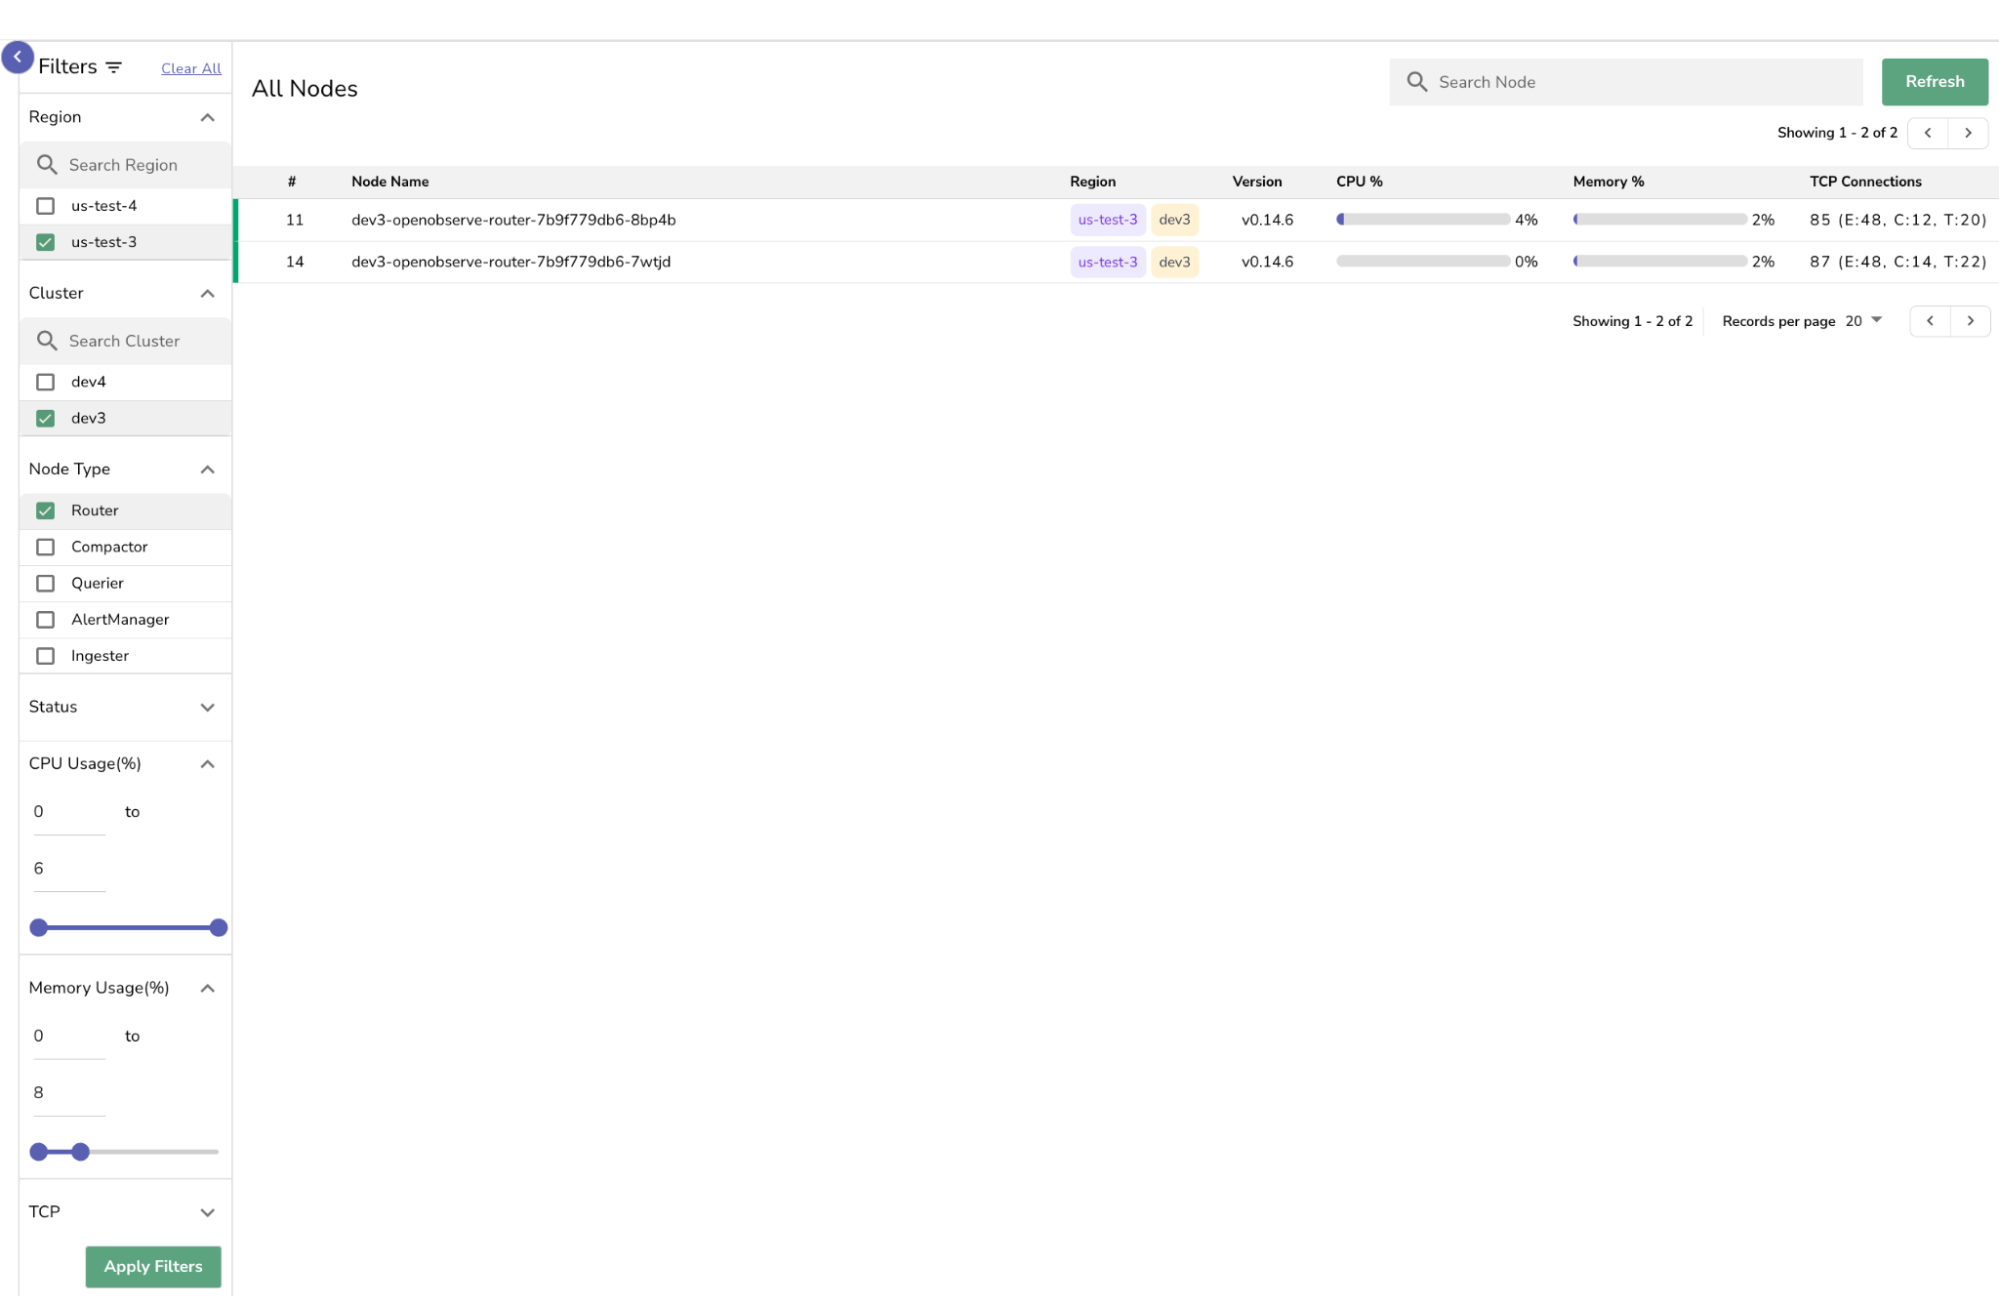 Filters
Clear All
Region
Search Region
us-test-4
us-test-3
Cluster
Search Cluster
dev4
dev3
Node Type
Router
Compactor
Querier
AlertManager
Ingester
Status
CPU Usage(%)
0 to
6
Memory Usage(%)
0 to
8
TCP
Apply Filters
All Nodes
Search Node
Refresh
Showing 1 - 2 of 2
# Node Name Region Version CPU % Memory % TCP Connections
11 dev3-openobserve-router-7b9f779db6-8bp4b us-test-3 dev3 v0.14.6 4% 2% 85 (E:48, C:12, T:20)
14 dev3-openobserve-router-7b9f779db6-7wtjd us-test-3 dev3 v0.14.6 0% 2% 87 (E:48, C:14, T:22)
Showing 1 - 2 of 2 Records per page 20